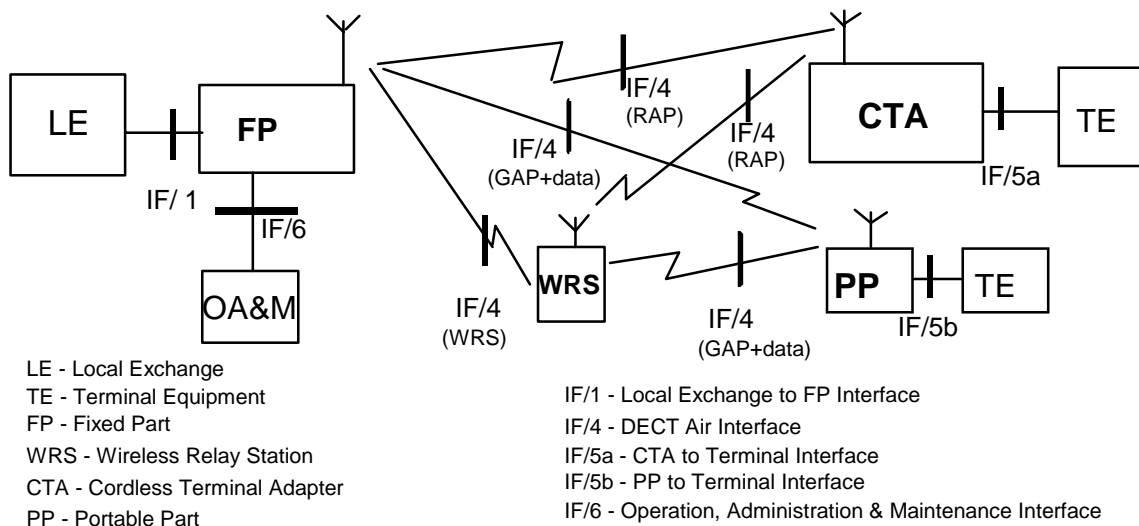 LE
FP
IF/ 1
IF/6
OA&M
IF/4
(RAP)
IF/4
(RAP)
IF/4
(GAP+data)
IF/4
(WRS)
WRS
IF/4
(GAP+data)
CTA
IF/5a
TE
PP
IF/5b
TE
LE - Local Exchange
TE - Terminal Equipment
FP - Fixed Part
WRS - Wireless Relay Station
CTA - Cordless Terminal Adapter
PP - Portable Part
IF/1 - Local Exchange to FP Interface
IF/4 - DECT Air Interface
IF/5a - CTA to Terminal Interface
IF/5b - PP to Terminal Interface
IF/6 - Operation, Administration & Maintenance Interface